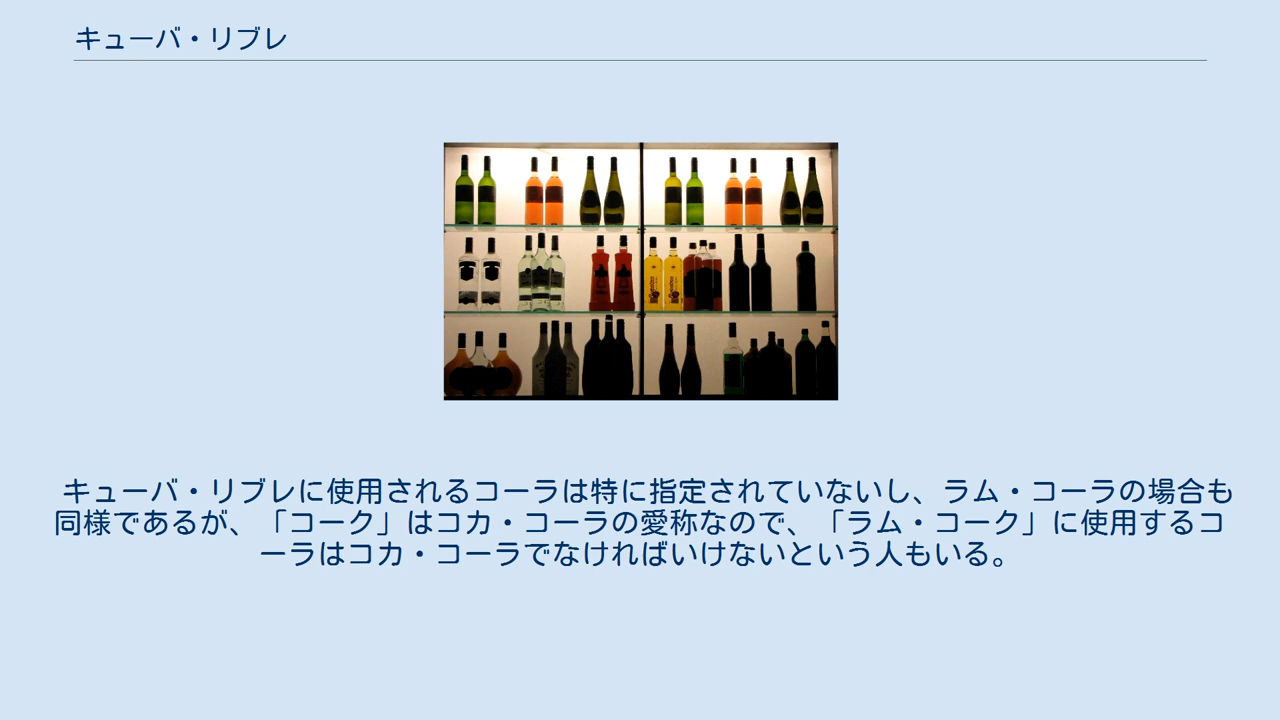 キューバ・リブレ
キューバ・リブレに使用されるコーラは特に指定されていないし、ラム・コーラの場合も
同様であるが、「コーク」はコカ・コーラの愛称なので、「ラム・コーク」に使用するコ
ーラはコカ・コーラでなければいけないという人もいる。